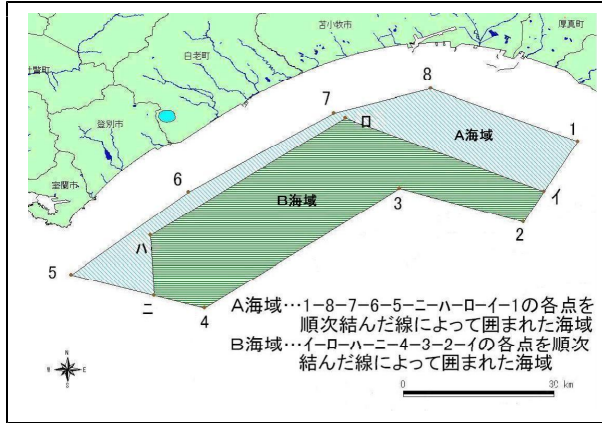 苫小牧市
厚真町
白老町
壮瞥町
登別市
室蘭市
8
7
ロ
A海域
1
6
イ
B海域
3
2
ハ
5
ニ
4
A海域…1-8-7-6-5-ニ-ハ-ロ-イ-1の各点を
順次結んだ線によって囲まれた海域
B海域…イ-ロ-ハ-ニ-4-3-2-イの各点を順次
結んだ線によって囲まれた海域
N
W E
S
0 30 km